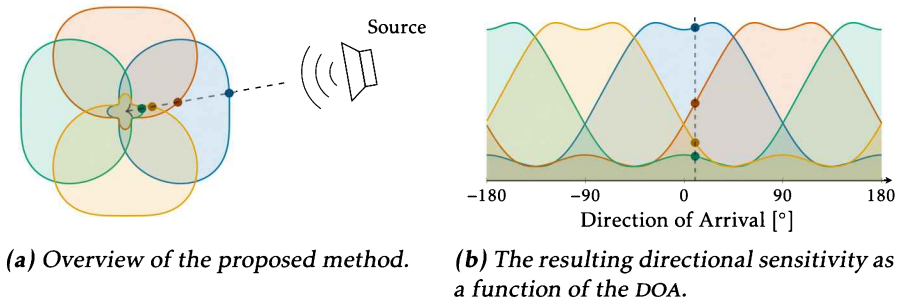 Source
−180
−90
0
90
180
Direction of Arrival [°]
(a) Overview of the proposed method.
(b) The resulting directional sensitivity as
a function of the DOA.